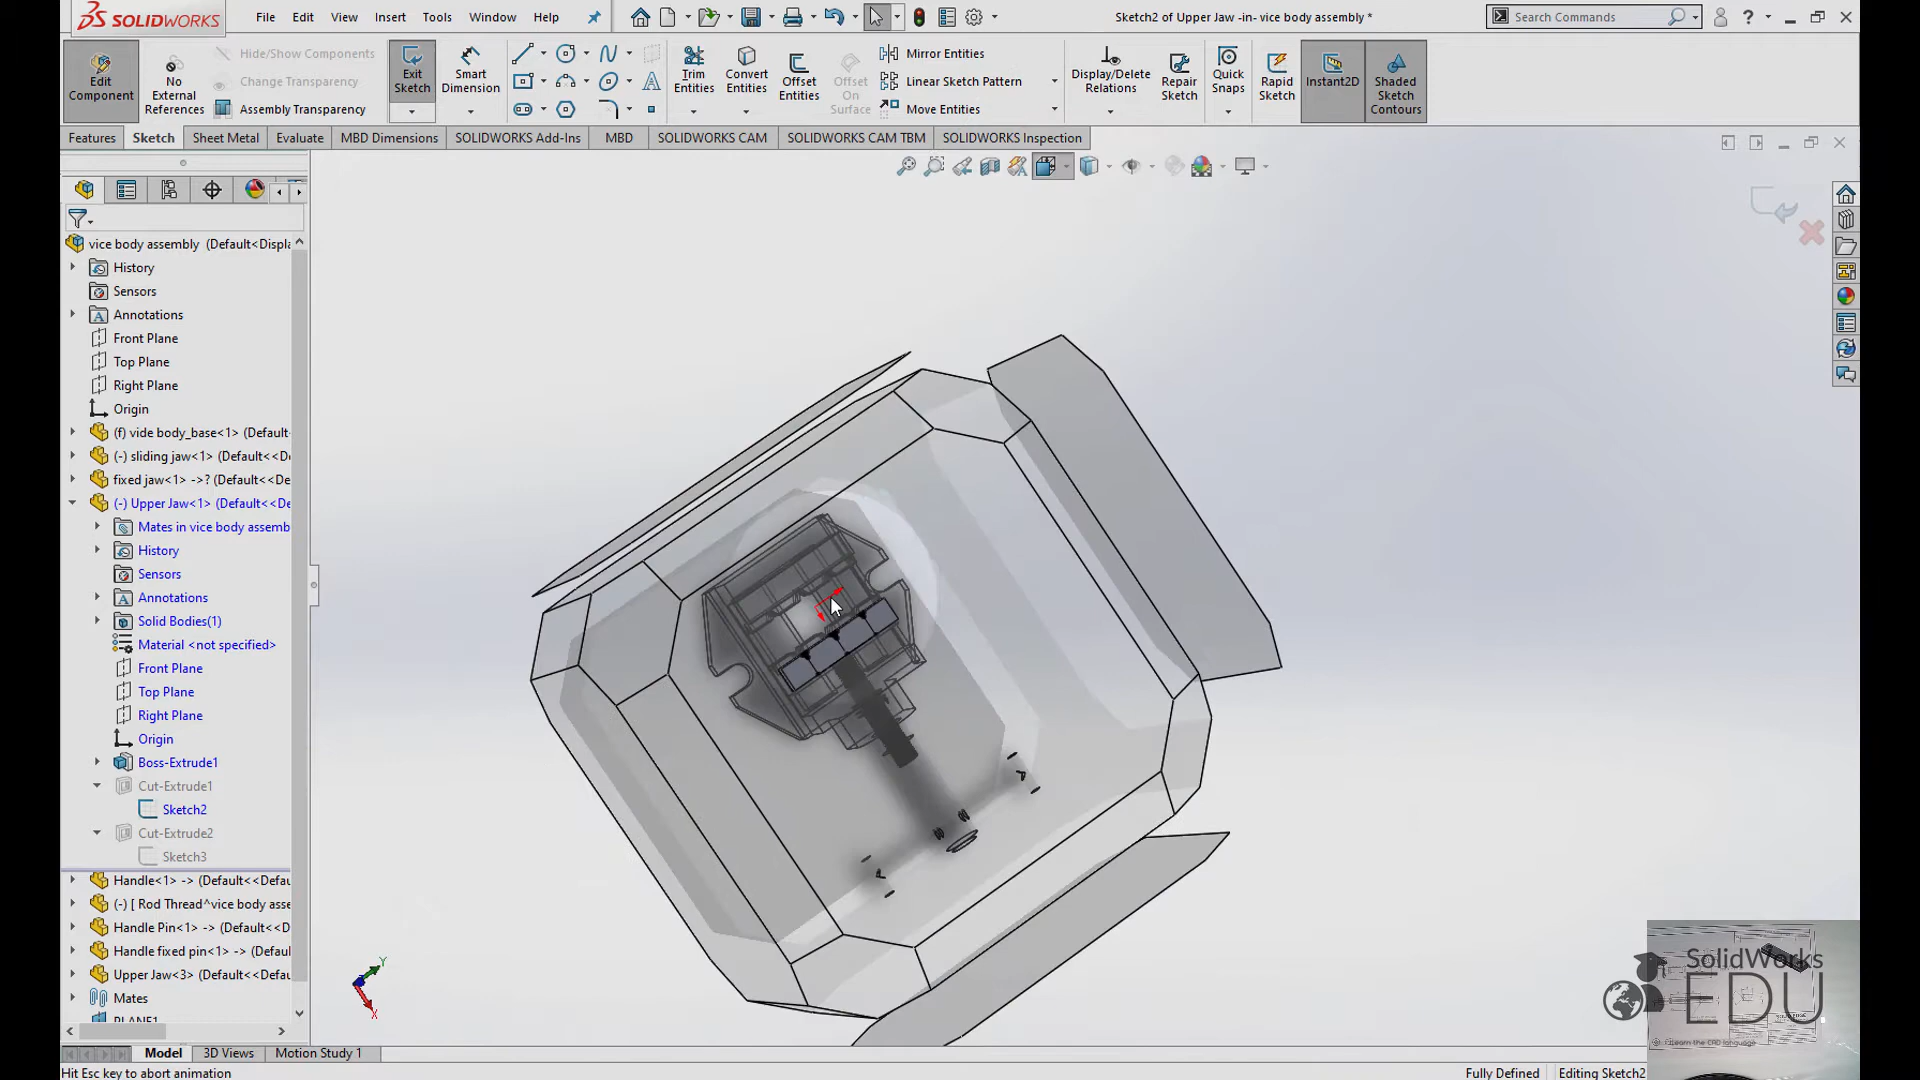 SOLIDWORKS File Edit View Insert Tools Window Help Sketch2 of Upper Jaw -in- vice body assembly * Search Commands
Edit Component
No External References
Hide/Show Components
Change Transparency
Assembly Transparency
Exit Sketch
Smart Dimension
Trim Entities
Convert Entities
Offset Entities
Offset On Surface
Mirror Entities
Linear Sketch Pattern
Move Entities
Display/Delete Relations
Repair Sketch
Quick Snaps
Rapid Sketch
Instant2D
Shaded Sketch Contours
Features Sketch Sheet Metal Evaluate MBD Dimensions SOLIDWORKS Add-Ins MBD SOLIDWORKS CAM SOLIDWORKS CAM TBM SOLIDWORKS Inspection
vice body assembly (Default<Displa
History
Sensors
Annotations
Front Plane
Top Plane
Right Plane
Origin
(f) vide body_base<1> (Default
(-) sliding jaw<1> (Default<<D
fixed jaw<1> ->? (Default<<De
(-) Upper Jaw<1> (Default<<De
Mates in vice body assemb
History
Sensors
Annotations
Solid Bodies(1)
Material <not specified>
Front Plane
Top Plane
Right Plane
Origin
Boss-Extrude1
Cut-Extrude1
Sketch2
Cut-Extrude2
Sketch3
Handle<1> -> (Default<<Defau
(-) [ Rod Thread^vice body asse
Handle Pin<1> -> (Default<<D
Handle fixed pin<1> -> (Defau
Upper Jaw<3> (Default<<Defa
Mates
PLANE1
Y
X
SolidWorks
EDU
Learn the CAD language
Model 3D Views Motion Study 1
Hit Esc key to abort animation Fully Defined Editing Sketch2